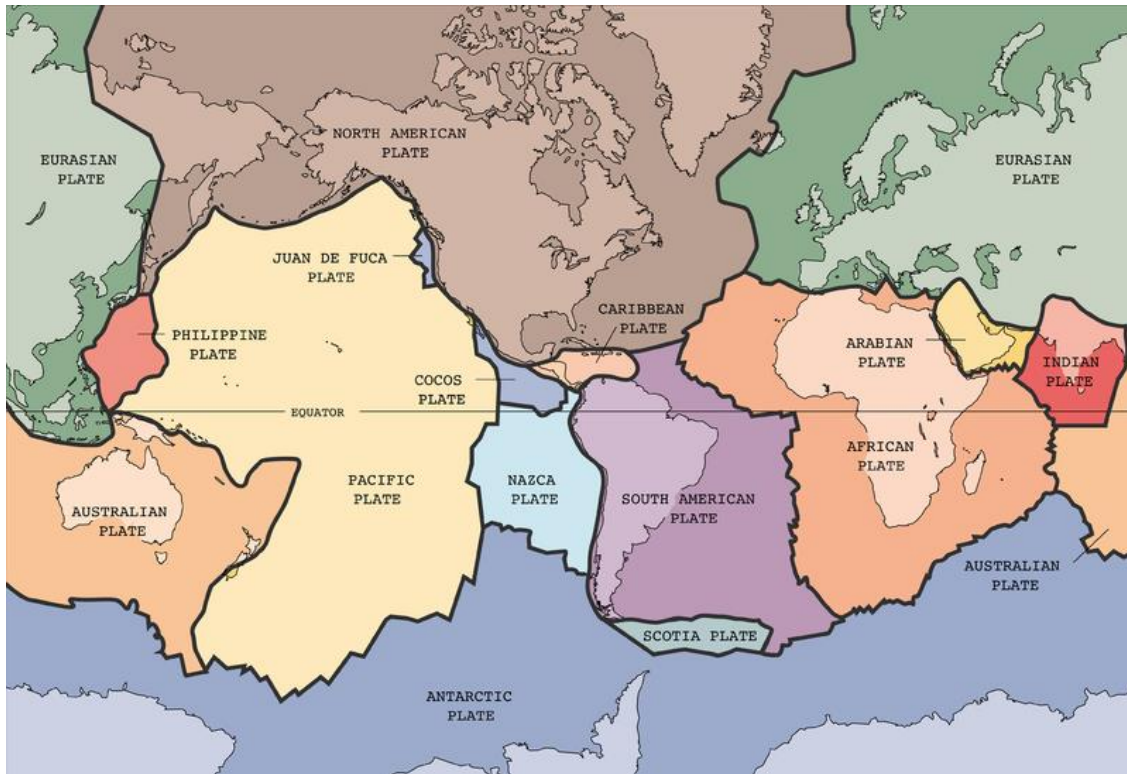 NORTH AMERICAN
PLATE
EURASIAN
PLATE
EURASIAN
PLATE
JUAN DE FUCA
PLATE
CARIBBEAN
PLATE
PHILIPPINE
PLATE
ARABIAN
PLATE
INDIAN
PLATE
COCOS
PLATE
EQUATOR
AFRICAN
PLATE
PACIFIC
PLATE
NAZCA
PLATE
SOUTH AMERICAN
PLATE
AUSTRALIAN
PLATE
AUSTRALIAN
PLATE
SCOTIA PLATE
ANTARCTIC
PLATE